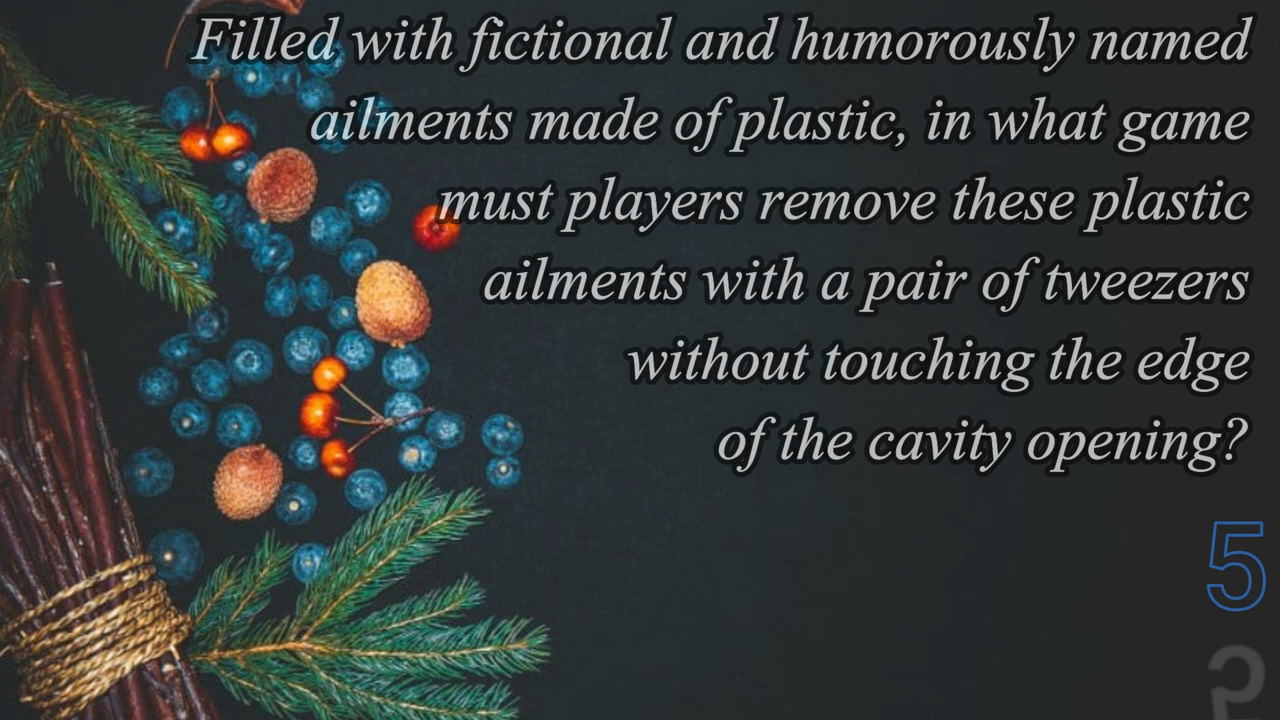 Filled with fictional and humorously named
ailments made of plastic, in what game
must players remove these plastic
ailments with a pair of tweezers
without touching the edge
of the cavity opening?
5